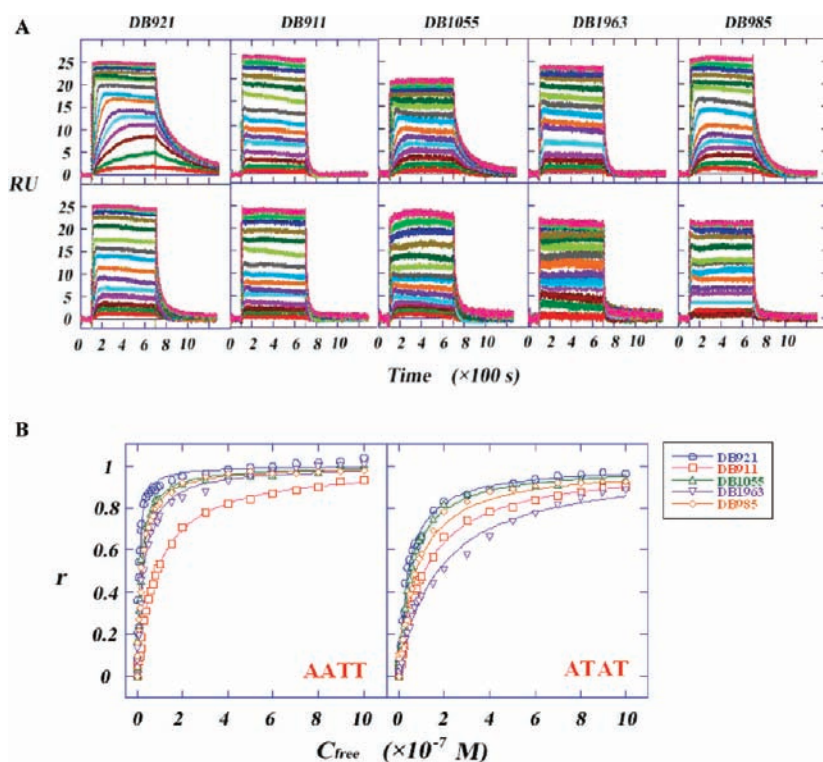 DB921 DB911 DB1055 DB1963 DB985
A
25
20
15
10
5
0
RU
25
20
15
10
5
0
0 2 4 6 8 10 0 2 4 6 8 10 0 2 4 6 8 10 0 2 4 6 8 10 0 2 4 6 8 10
Time (×100 s)
B
1
0.8
0.6
0.4
0.2
0
r
AATT ATAT
DB921
DB911
DB1055
DB1963
DB985
0 2 4 6 8 10 0 2 4 6 8 10
Cfree (×10⁻⁷ M)